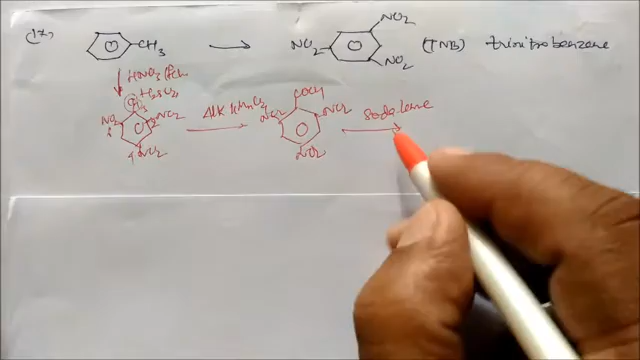 (17.) CH3 → NO2 NO2 NO2 (TNB) trinitrobenzene
HNO3 (
+ H2SO4
CH3 NO2 NO2 NO2 Alk KMnO4 COOH NO2 NO2 NO2 Soda lime